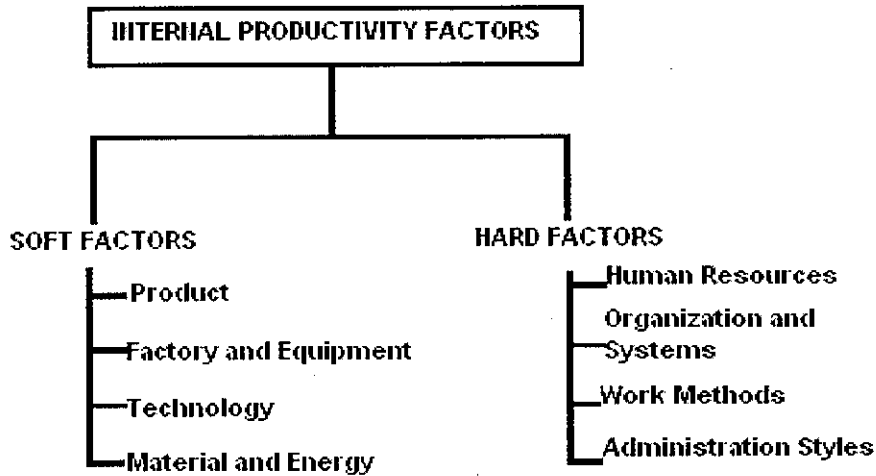 INTERNAL PRODUCTIVITY FACTORS
SOFT FACTORS
Product
Factory and Equipment
Technology
Material and Energy
HARD FACTORS
Human Resources
Organization and
Systems
Work Methods
Administration Styles